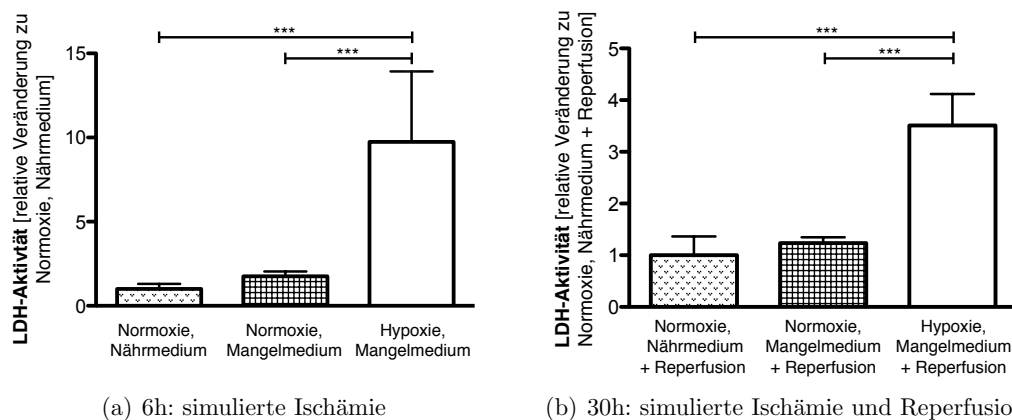 ***
***
15
10
5
0
LDH-Aktivtät [relative Veränderung zu
Normoxie, Nährmedium]
Normoxie,
Nährmedium
Normoxie,
Mangelmedium
Hypoxie,
Mangelmedium
(a) 6h: simulierte Ischämie
***
***
5
4
3
2
1
0
LDH-Aktivität [relative Veränderung zu
Normoxie, Nährmedium + Reperfusion]
Normoxie,
Nährmedium
+ Reperfusion
Normoxie,
Mangelmedium
+ Reperfusion
Hypoxie,
Mangelmedium
+ Reperfusion
(b) 30h: simulierte Ischämie und Reperfusio